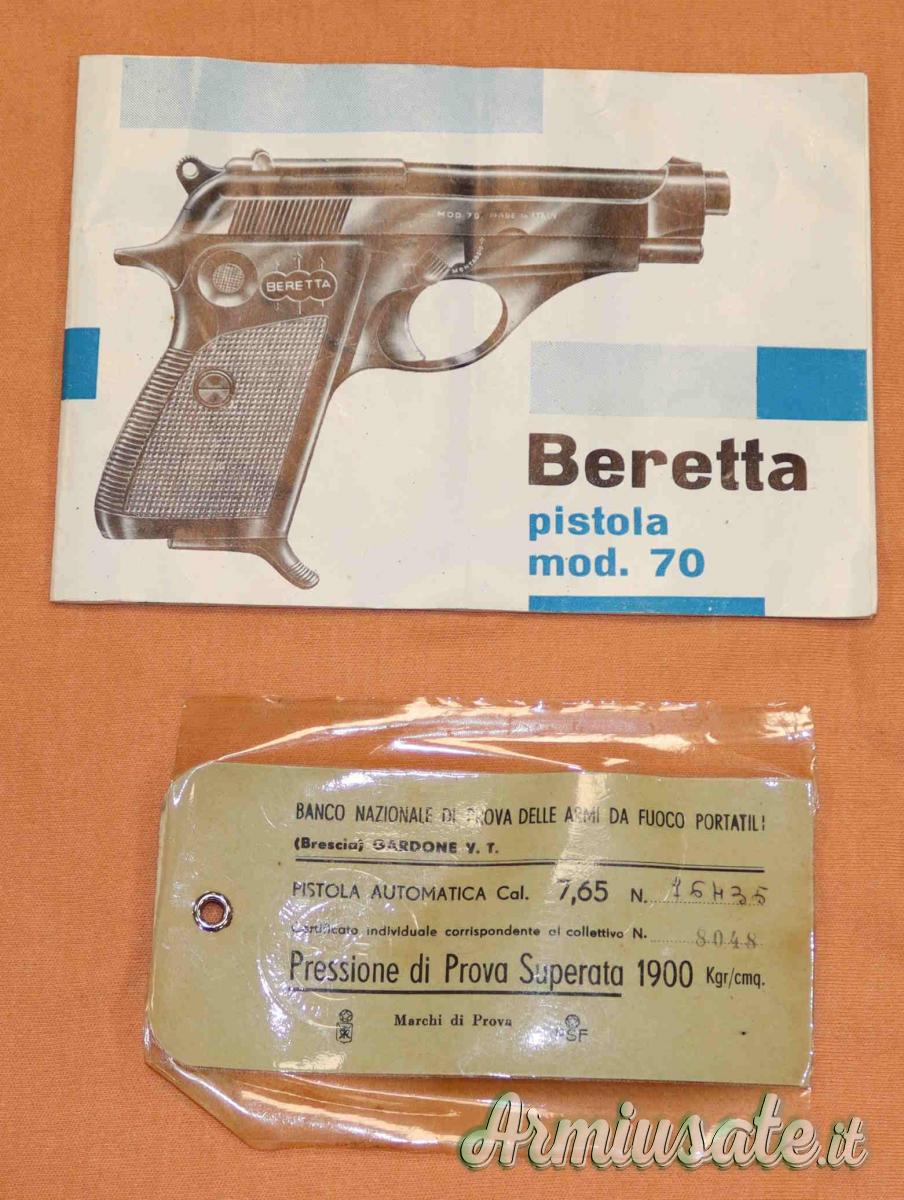 MOD. 70 MADE IN ITALY
BERETTA
Beretta
pistola
mod. 70
BANCO NAZIONALE DI PROVA DELLE ARMI DA FUOCO PORTATILI
(Brescia) GARDONE V. T.
PISTOLA AUTOMATICA Cal. 7,65 N. 16435
Certificato individuale corrispondente al collettivo N. 8048
Pressione di Prova Superata 1900 Kgr/cmq.
Marchi di Prova
PSF
Armiusate.it